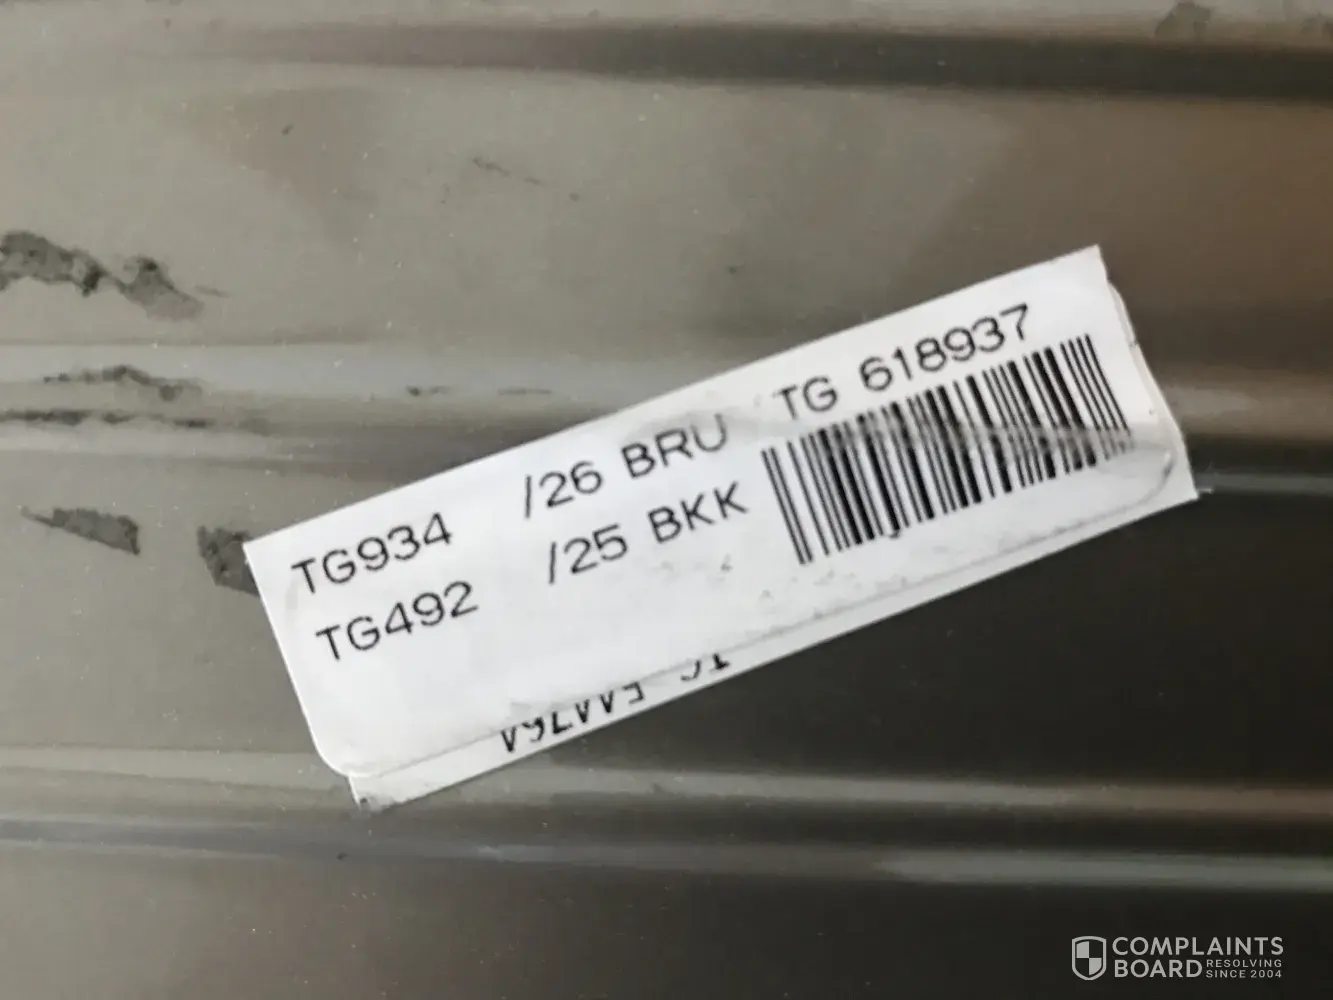 TG934 /26 BRU TG 618937
TG492 /25 BKK
COMPLAINTS
BOARD RESOLVING
SINCE 2004